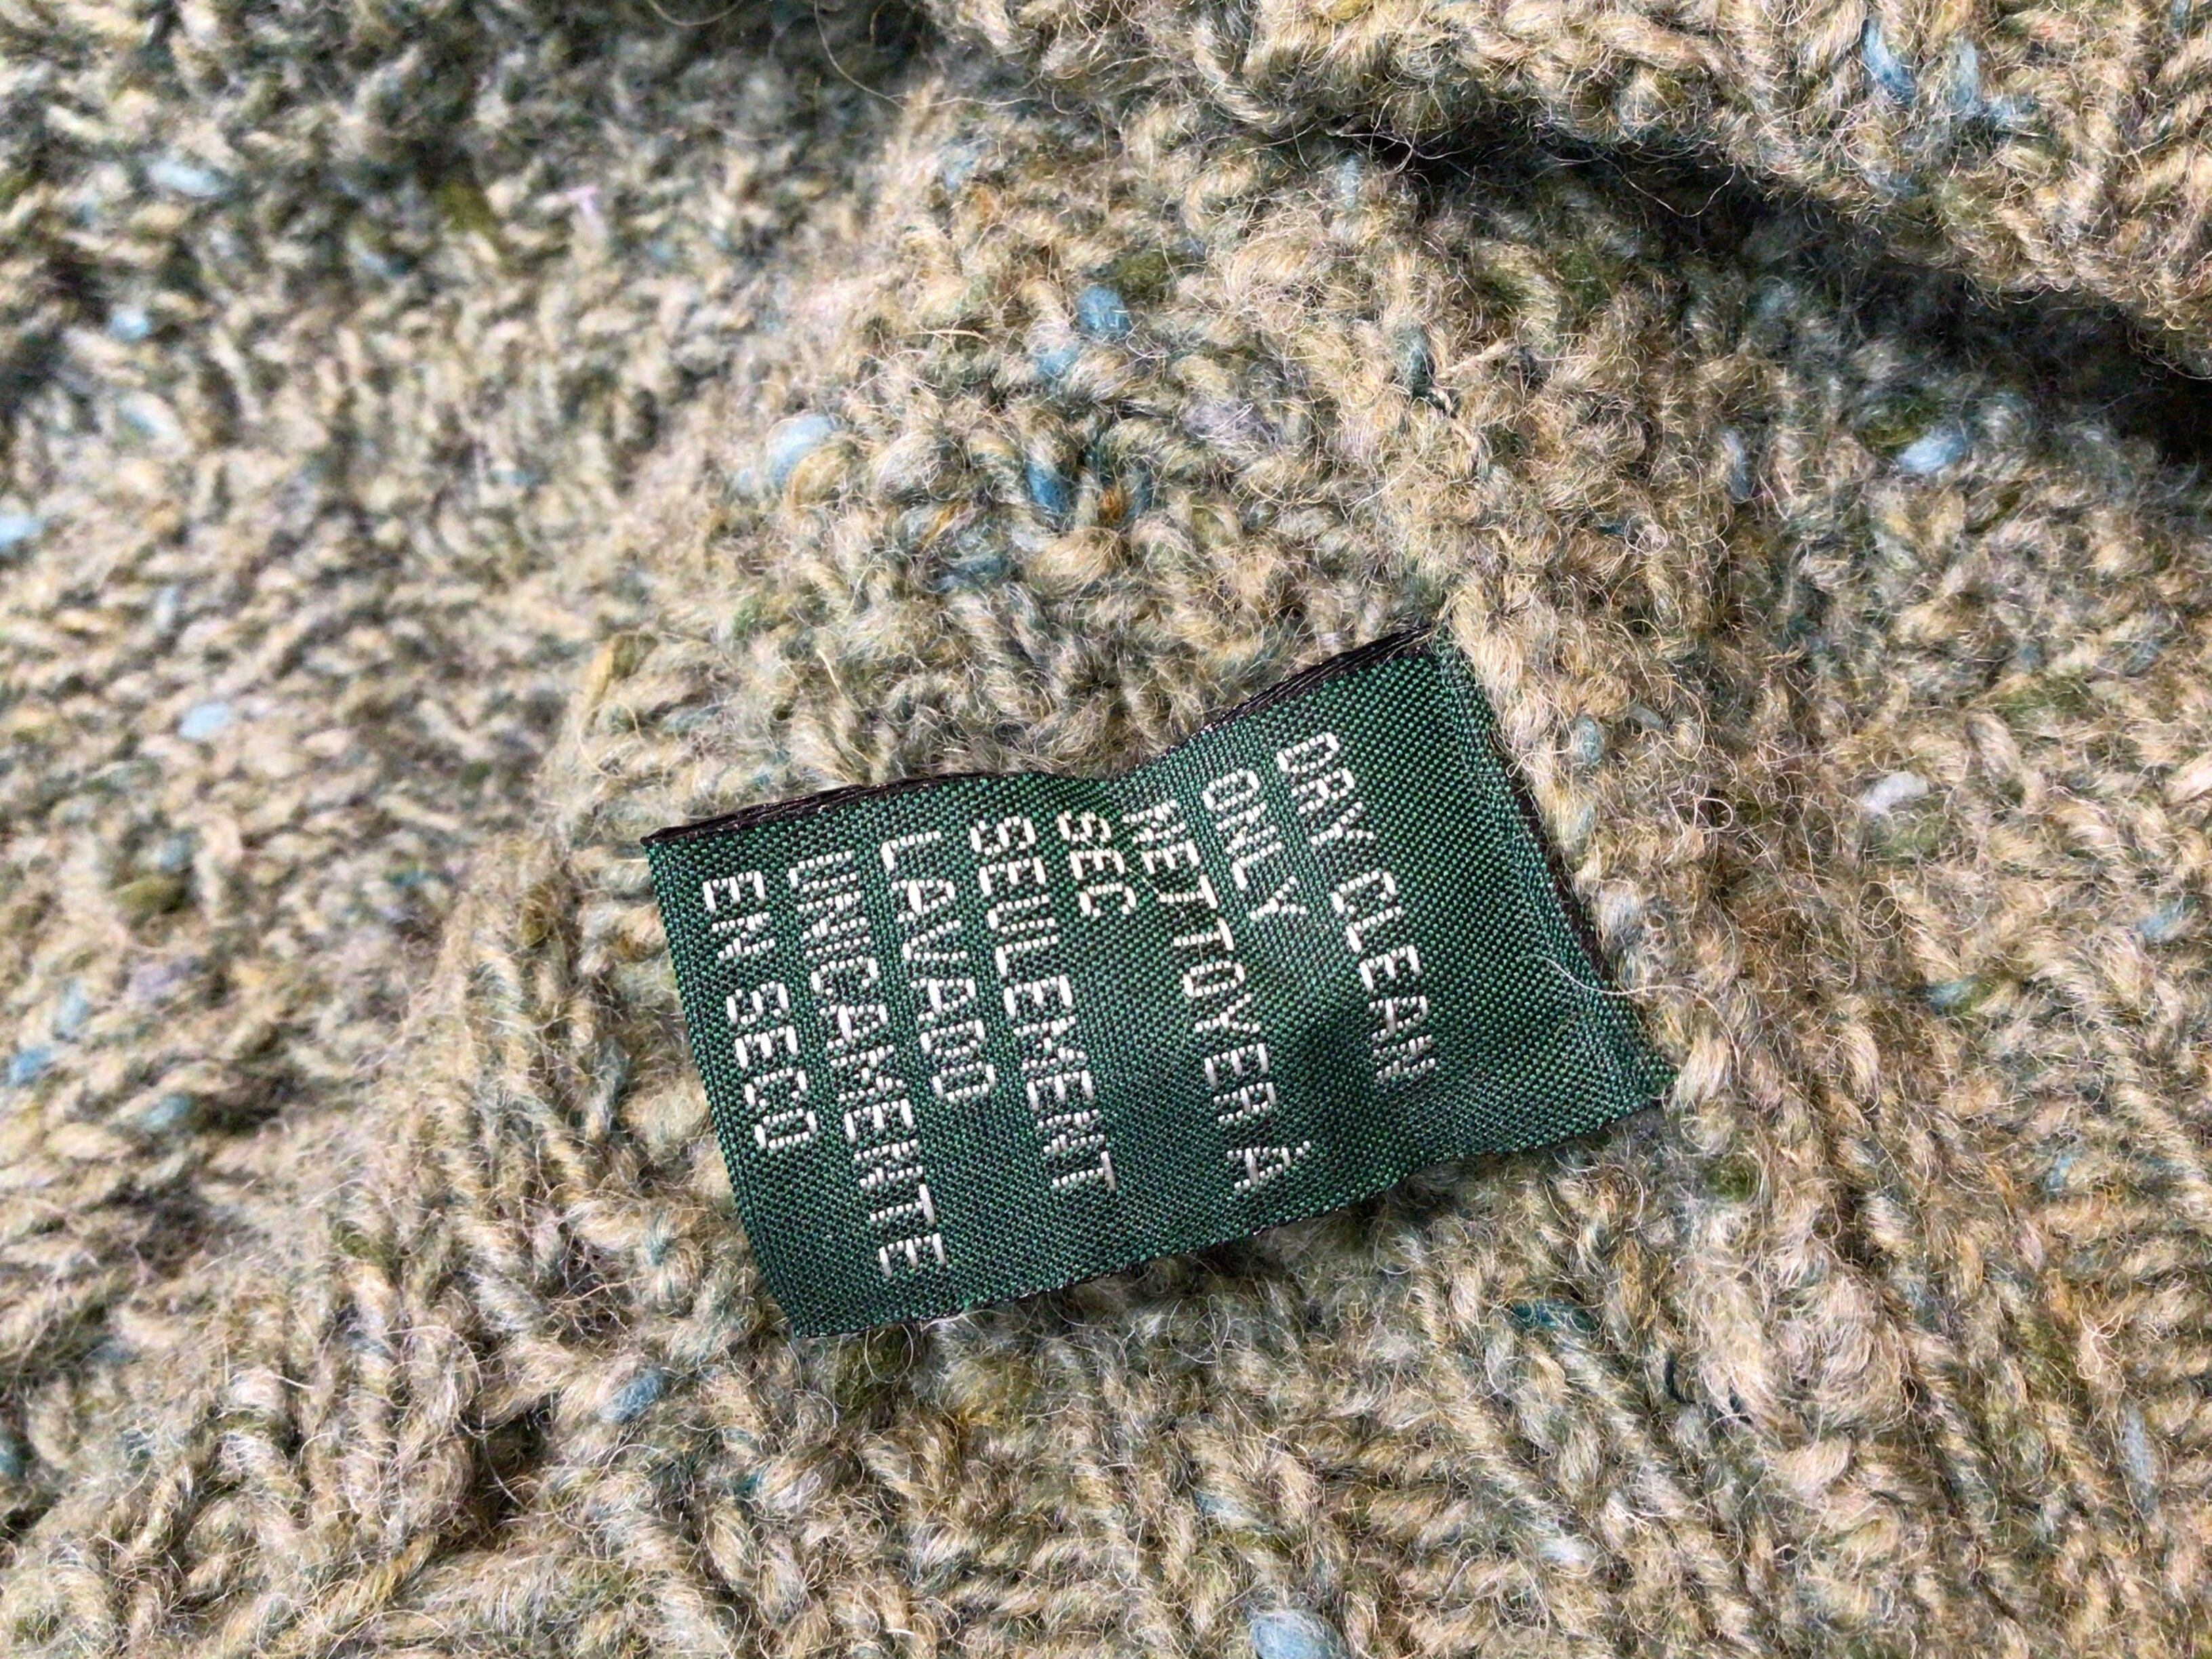 DRY CLEAN
ONLY
NETTOYER A
SEC
SEULEMENT
LAVADO
UNICAMENTE
EN SECO